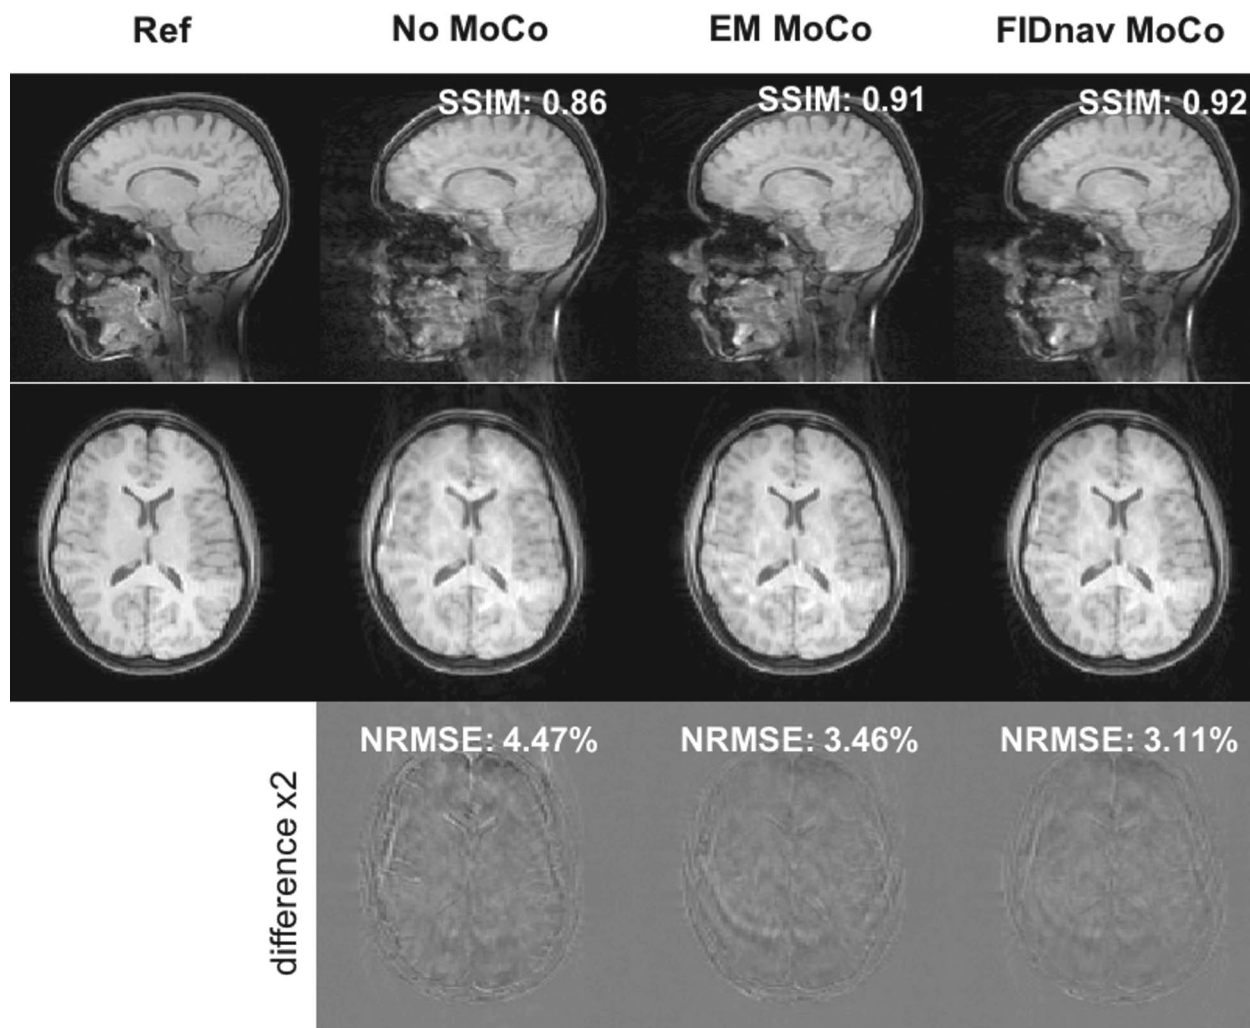 Ref No MoCo EM MoCo FIDnav MoCo
SSIM: 0.86 SSIM: 0.91 SSIM: 0.92
NRMSE: 4.47% NRMSE: 3.46% NRMSE: 3.11%
difference x2